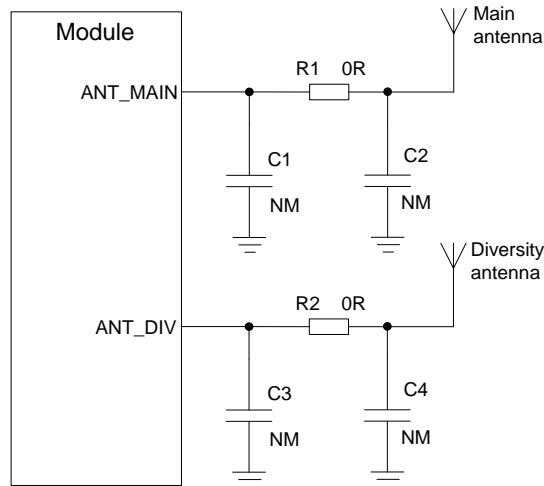 Module
Main
antenna
R1 0R
ANT_MAIN
C1
C2
NM
NM
Diversity
antenna
R2 0R
ANT_DIV
C3
C4
NM
NM